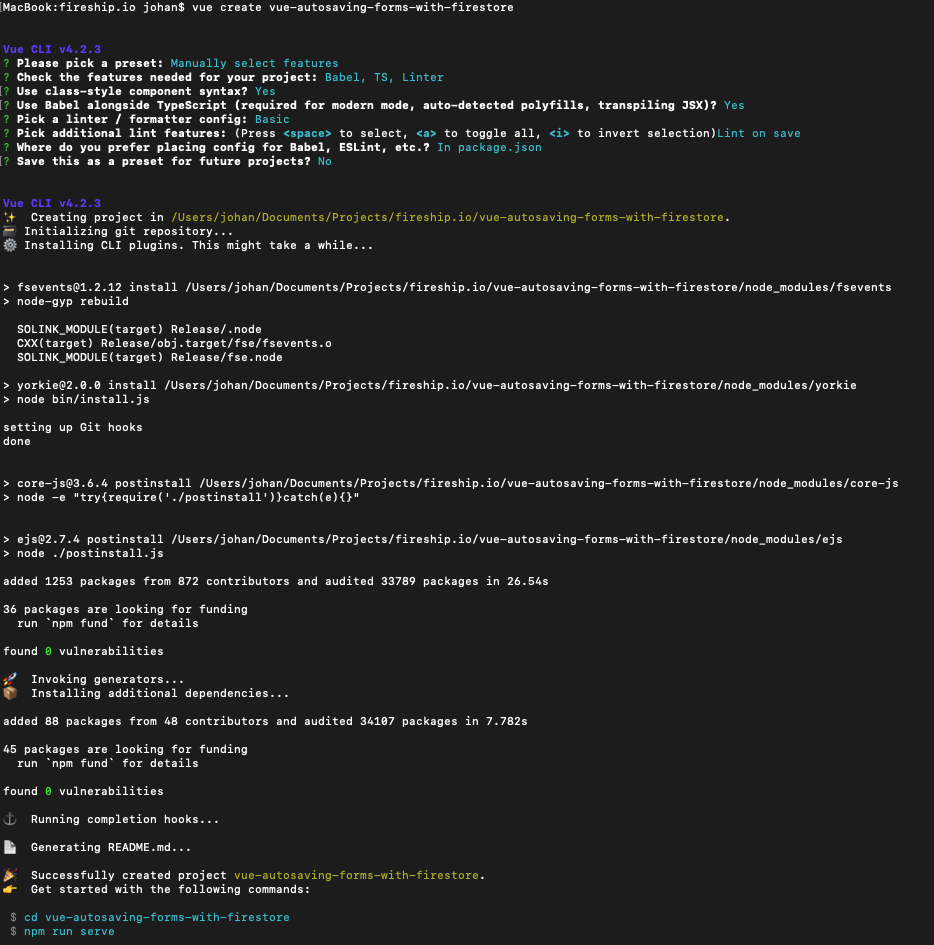 [MacBook:fireship.io johan$ vue create vue-autosaving-forms-with-firestore
Vue CLI v4.2.3
? Please pick a preset: Manually select features
? Check the features needed for your project: Babel, TS, Linter
[? Use class-style component syntax? Yes
[? Use Babel alongside TypeScript (required for modern mode, auto-detected polyfills, transpiling JSX)? Yes
? Pick a linter / formatter config: Basic
? Pick additional lint features: (Press <space> to select, <a> to toggle all, <i> to invert selection)Lint on save
? Where do you prefer placing config for Babel, ESLint, etc.? In package.json
[? Save this as a preset for future projects? No
Vue CLI v4.2.3
✨  Creating project in /Users/johan/Documents/Projects/fireship.io/vue-autosaving-forms-with-firestore.
🗃 Initializing git repository...
⚙ Installing CLI plugins. This might take a while...
> fsevents@1.2.12 install /Users/johan/Documents/Projects/fireship.io/vue-autosaving-forms-with-firestore/node_modules/fsevents
> node-gyp rebuild
SOLINK_MODULE(target) Release/.node
CXX(target) Release/obj.target/fse/fsevents.o
SOLINK_MODULE(target) Release/fse.node
> yorkie@2.0.0 install /Users/johan/Documents/Projects/fireship.io/vue-autosaving-forms-with-firestore/node_modules/yorkie
> node bin/install.js
setting up Git hooks
done
> core-js@3.6.4 postinstall /Users/johan/Documents/Projects/fireship.io/vue-autosaving-forms-with-firestore/node_modules/core-js
> node -e "try{require('./postinstall')}catch(e){}"
> ejs@2.7.4 postinstall /Users/johan/Documents/Projects/fireship.io/vue-autosaving-forms-with-firestore/node_modules/ejs
> node ./postinstall.js
added 1253 packages from 872 contributors and audited 33789 packages in 26.54s
36 packages are looking for funding
run `npm fund` for details
found 0 vulnerabilities
🚀  Invoking generators...
📦  Installing additional dependencies...
added 88 packages from 48 contributors and audited 34107 packages in 7.782s
45 packages are looking for funding
run `npm fund` for details
found 0 vulnerabilities
⚓  Running completion hooks...
📄  Generating README.md...
🎉  Successfully created project vue-autosaving-forms-with-firestore.
👉  Get started with the following commands:
$ cd vue-autosaving-forms-with-firestore
$ npm run serve